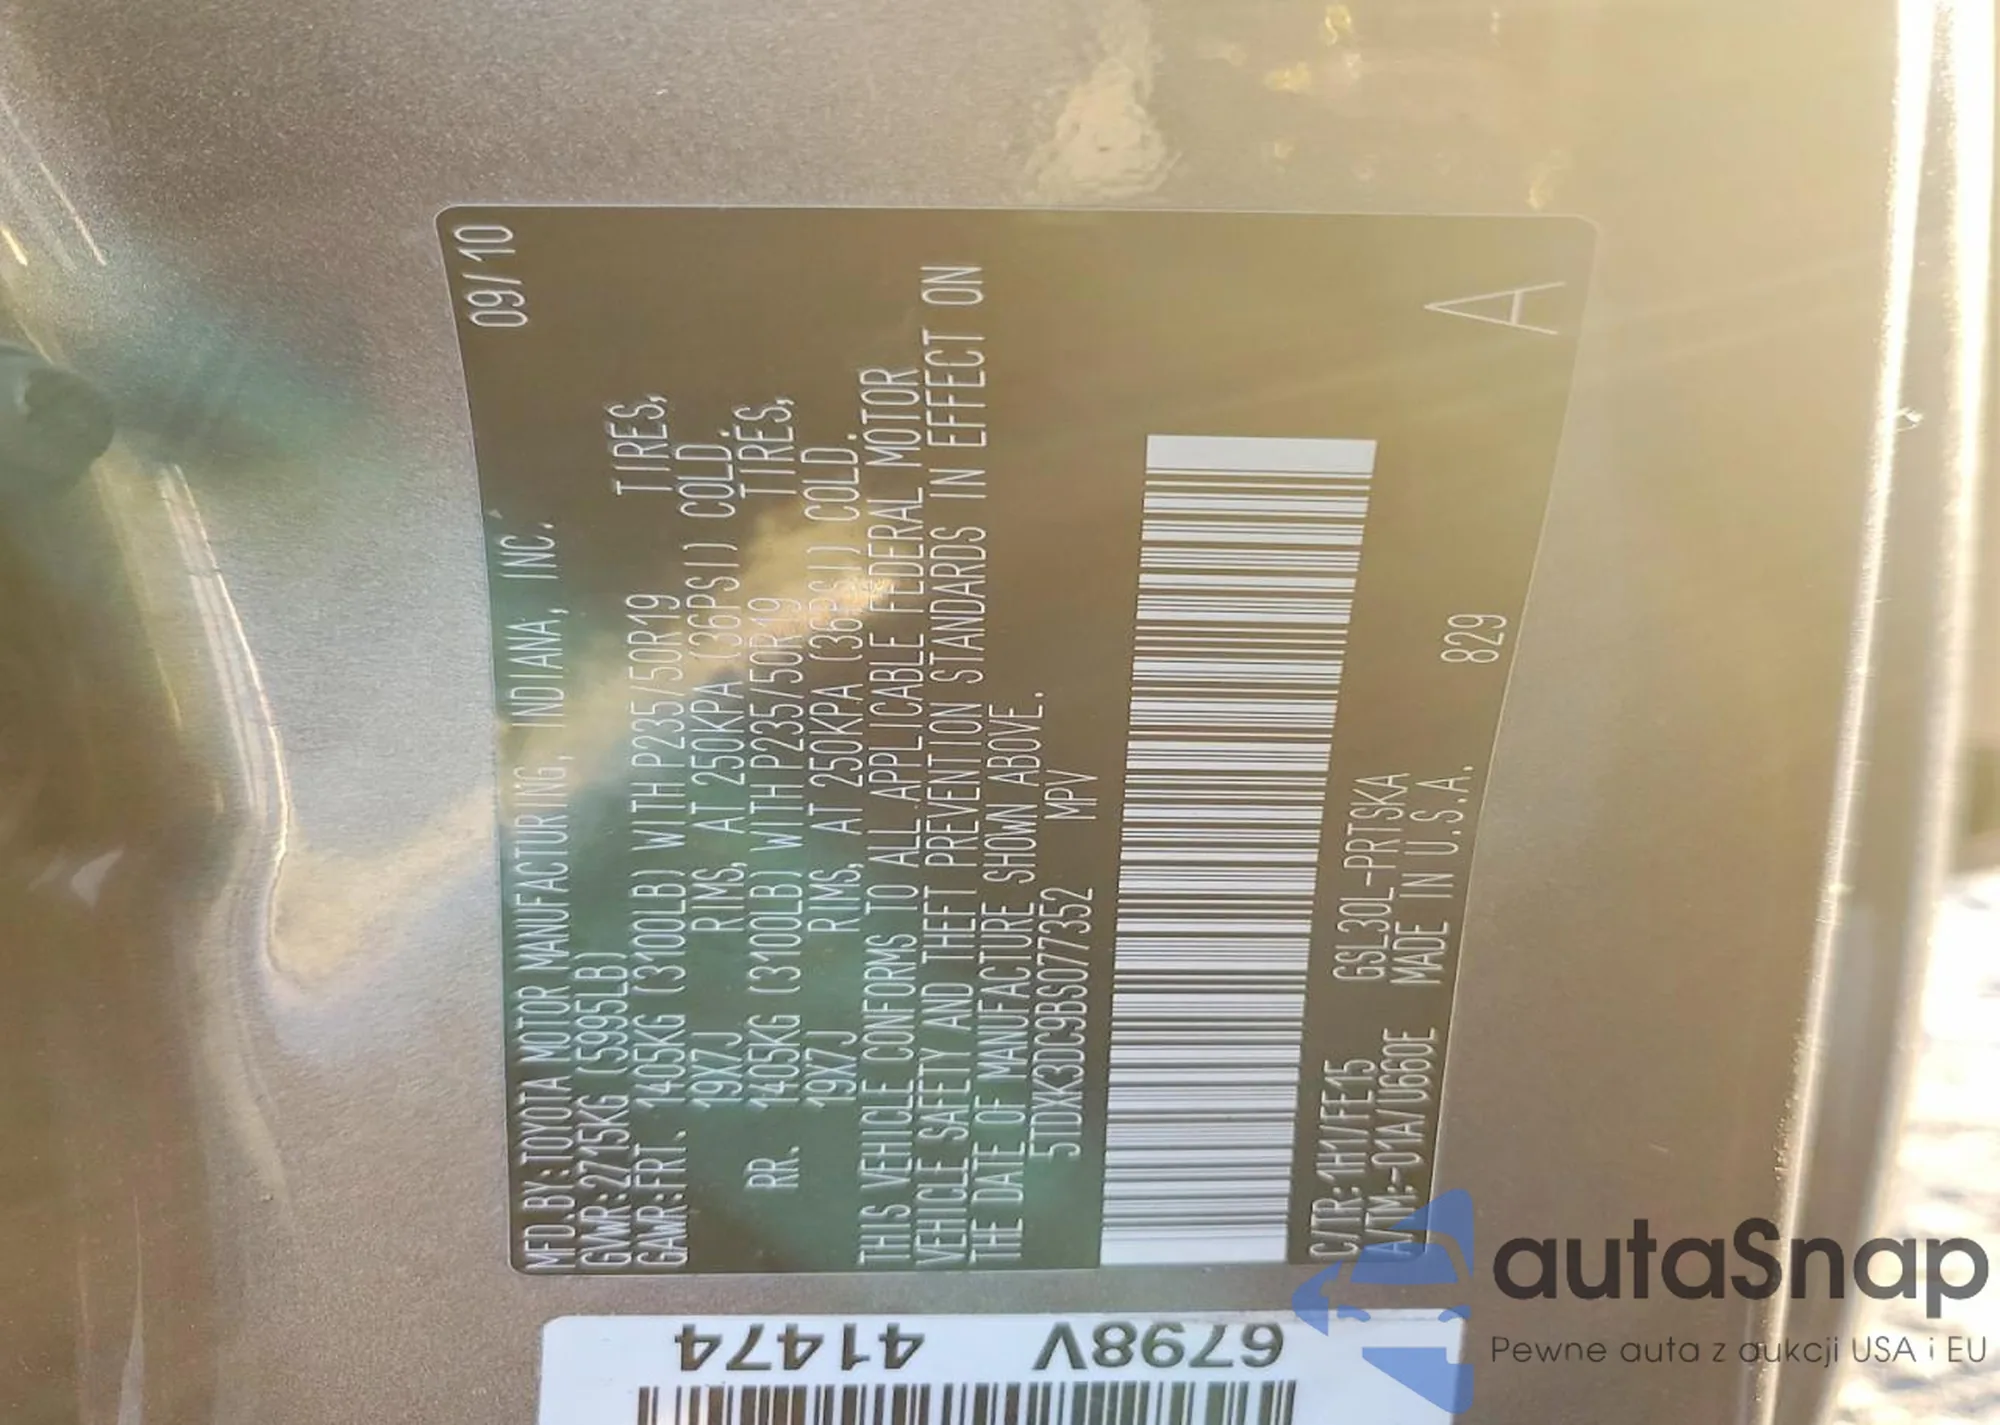 09/10
MFD.BY:TOYOTA MOTOR MANUFACTURING, INDIANA, INC.
GVWR:2715KG (5995LB)
GAWR:FRT. 1405KG (3100LB) WITH P235/50R19 TIRES,
19X7J RIMS, AT 250KPA (36PSI) COLD.
RR. 1405KG (3100LB) WITH P235/50R19 TIRES,
19X7J RIMS, AT 250KPA (36PSI) COLD.
THIS VEHICLE CONFORMS TO ALL APPLICABLE FEDERAL MOTOR
VEHICLE SAFETY AND THEFT PREVENTION STANDARDS IN EFFECT ON
THE DATE OF MANUFACTURE SHOWN ABOVE.
5TDXK3DC9BS077352 MPV
C/TR:1H1/FE15 GSL30L-PRTSKA
A/TM:-01A/U660E MADE IN U.S.A. 829
A
6798V 41474
autaSnap
Pewne auta z aukcji USA i EU